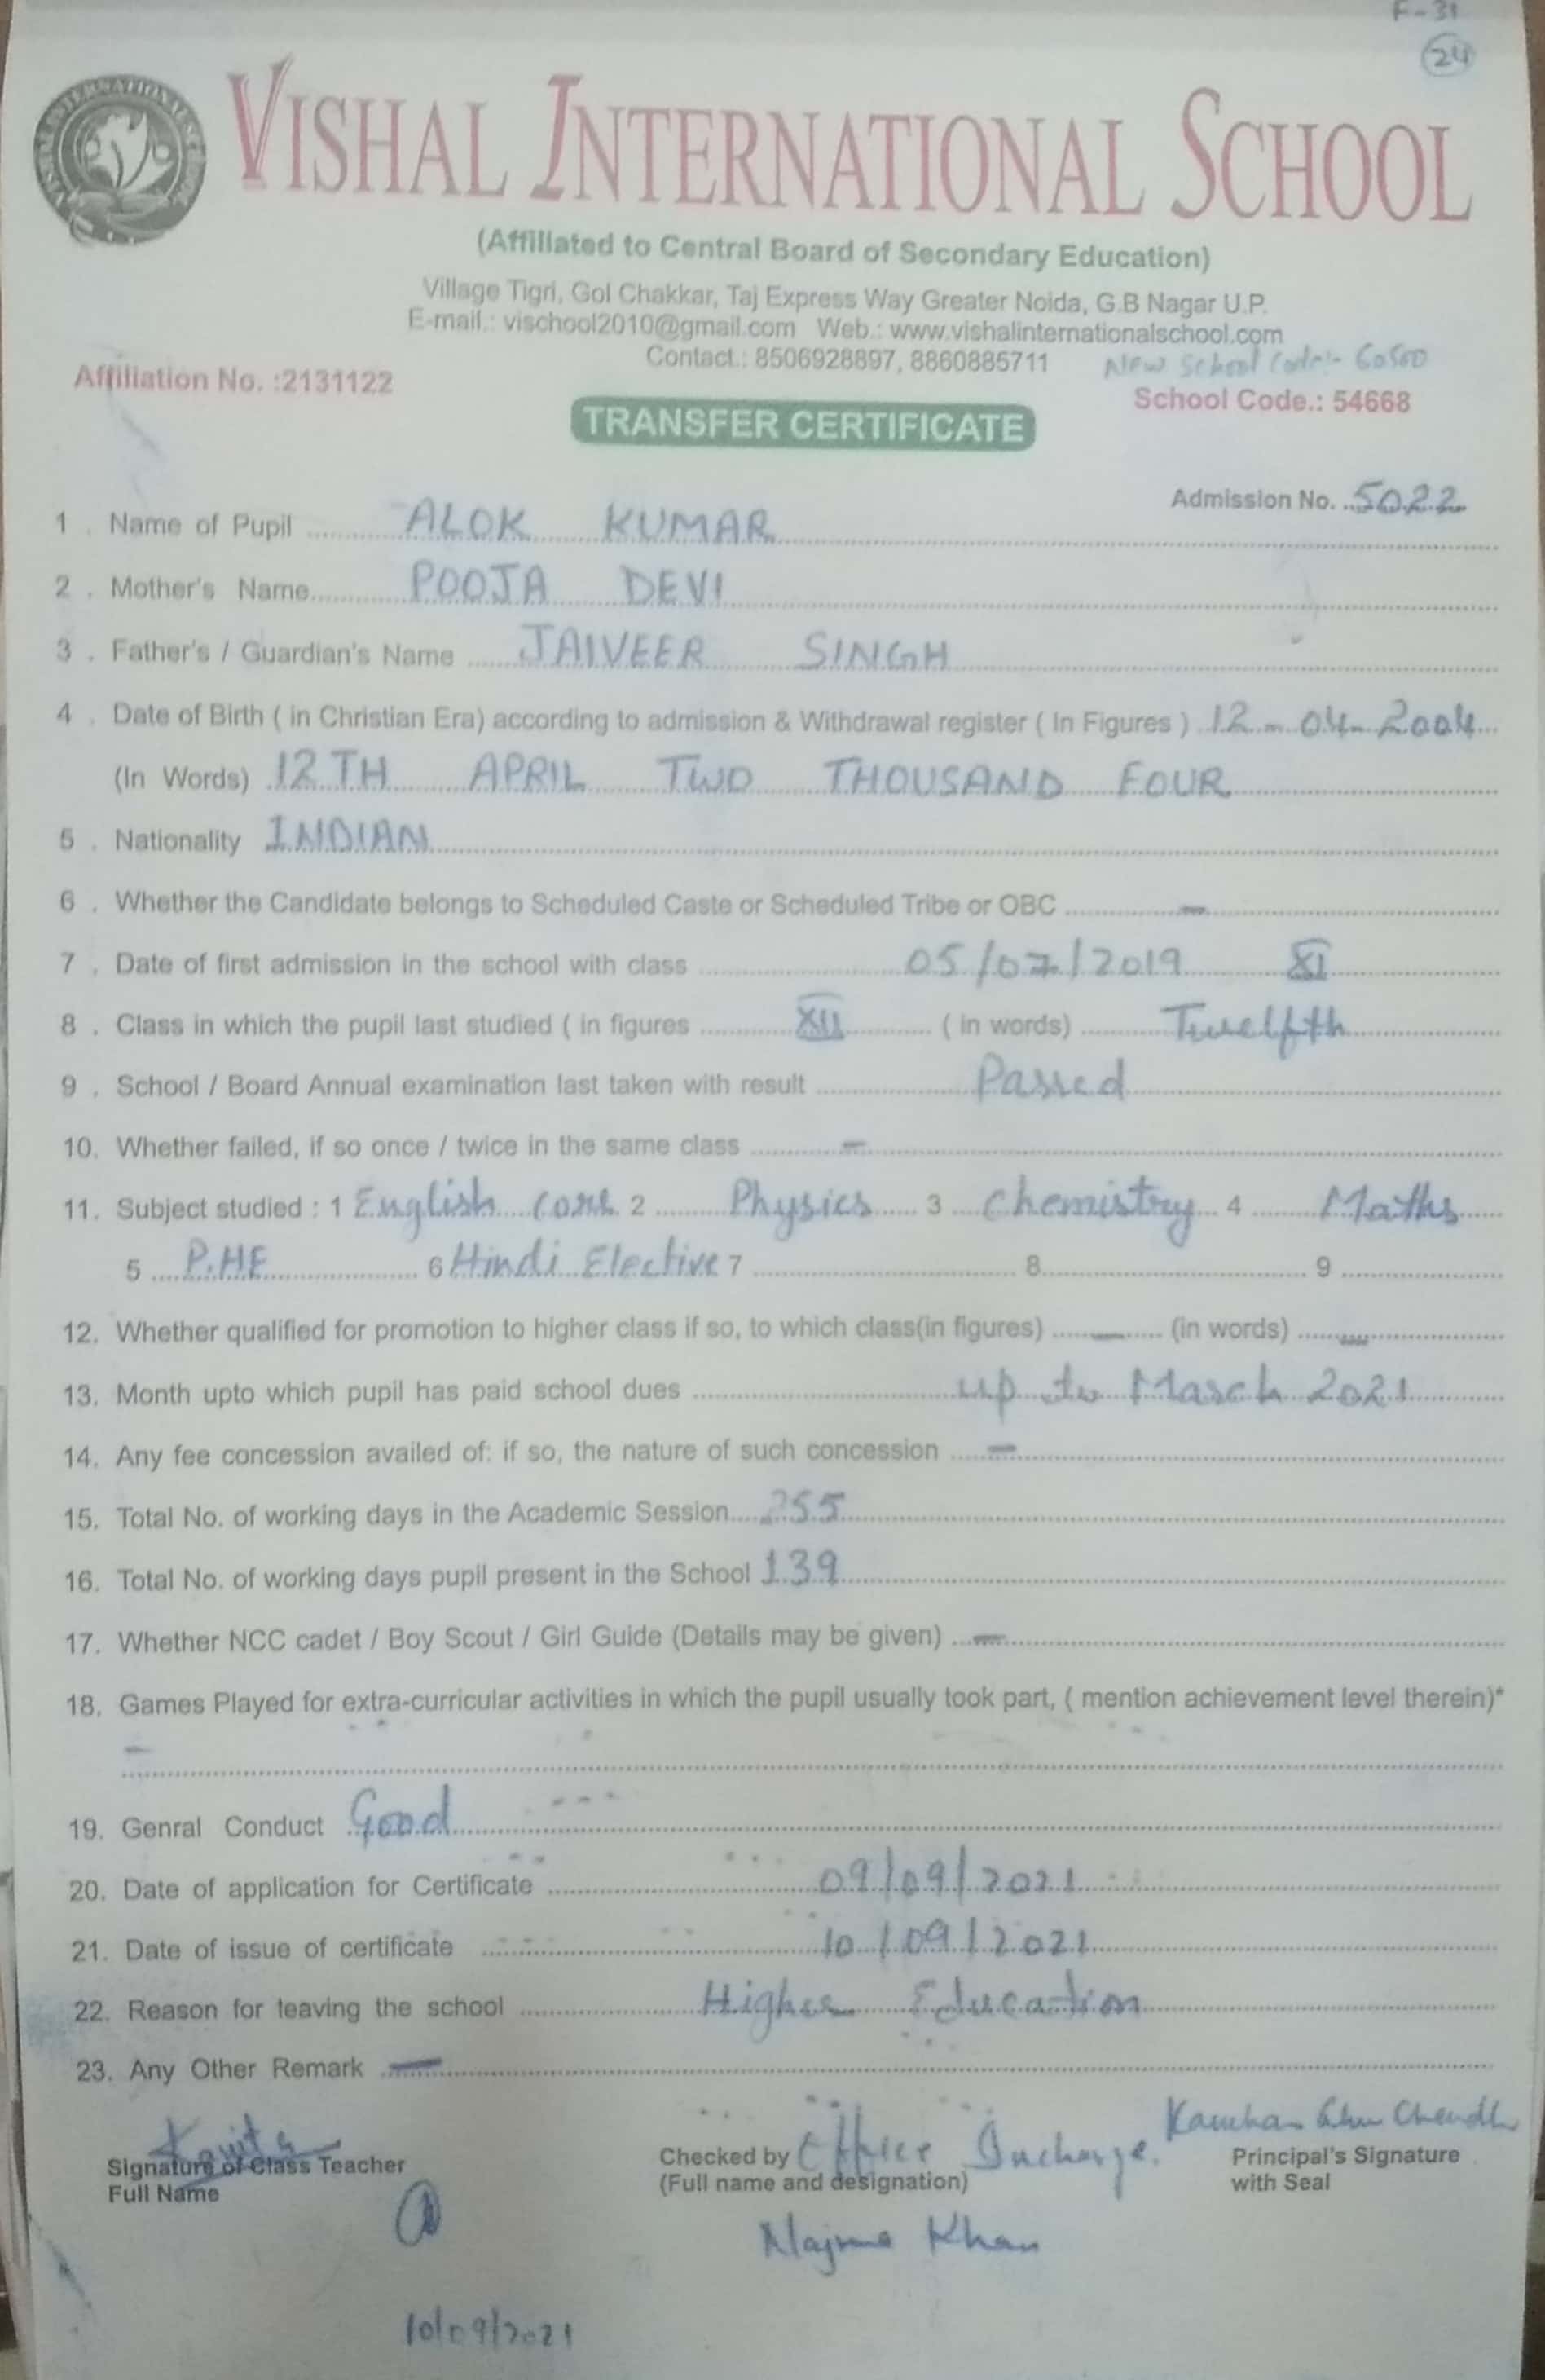 F-31
24
VISHAL INTERNATIONAL SCHOOL
(Affiliated to Central Board of Secondary Education)
Village Tigri, Gol Chakkar, Taj Express Way Greater Noida, G.B Nagar U.P.
E-mail.: vischool2010@gmail.com Web.: www.vishalinternationalschool.com
Contact.: 8506928897, 8860885711 New School Code:- 60500
Affiliation No. :2131122 School Code.: 54668
TRANSFER CERTIFICATE
Admission No. 5022
1 . Name of Pupil ALOK KUMAR
2 . Mother's Name POOJA DEVI
3 . Father's / Guardian's Name JAIVEER SINGH
4 . Date of Birth ( in Christian Era) according to admission & Withdrawal register ( In Figures ) 12-04-2004
(In Words) 12TH APRIL TWO THOUSAND FOUR
5 . Nationality INDIAN
6 . Whether the Candidate belongs to Scheduled Caste or Scheduled Tribe or OBC -
7 . Date of first admission in the school with class 05/07/2019 XI
8 . Class in which the pupil last studied ( in figures XII ( in words) Twelfth
9 . School / Board Annual examination last taken with result Passed
10. Whether failed, if so once / twice in the same class -
11. Subject studied : 1 English core 2 Physics 3 Chemistry 4 Maths
5 P.HE 6 Hindi Elective 7 8 9
12. Whether qualified for promotion to higher class if so, to which class(in figures) - (in words) -
13. Month upto which pupil has paid school dues up to March 2021
14. Any fee concession availed of: if so, the nature of such concession -
15. Total No. of working days in the Academic Session 255
16. Total No. of working days pupil present in the School 139
17. Whether NCC cadet / Boy Scout / Girl Guide (Details may be given) -
18. Games Played for extra-curricular activities in which the pupil usually took part, ( mention achievement level therein)*
-
19. Genral Conduct Good
20. Date of application for Certificate 09/09/2021
21. Date of issue of certificate 10/09/2021
22. Reason for leaving the school Higher Education
23. Any Other Remark -
Signature of Class Teacher Checked by Office Incharge. Principal's Signature
Full Name (Full name and designation) with Seal
Najma Khan
10/09/2021